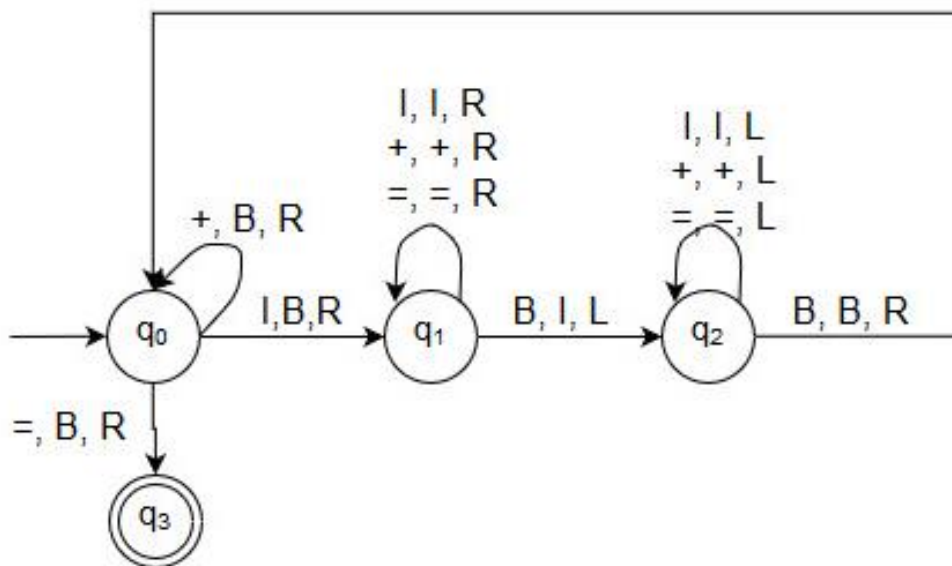 I, I, R
+, +, R
=, =, R
I, I, L
+, +, L
=, =, L
+, B, R
q0
I,B,R
q1
B, I, L
q2
B, B, R
=, B, R
q3